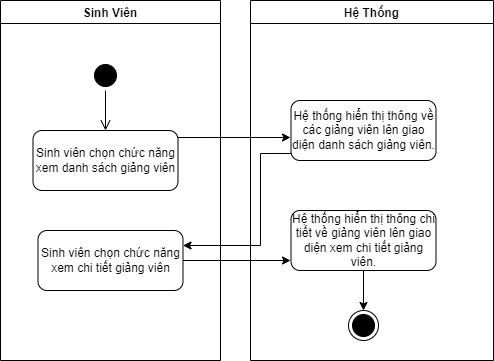 Sinh Viên
Hệ Thống
Sinh viên chọn chức năng
xem danh sách giảng viên
Hệ thống hiển thị thông về
các giảng viên lên giao
diện danh sách giảng viên.
Sinh viên chọn chức năng
xem chi tiết giảng viên
Hệ thống hiển thị thông chi
tiết về giảng viên lên giao
diện xem chi tiết giảng
viên.